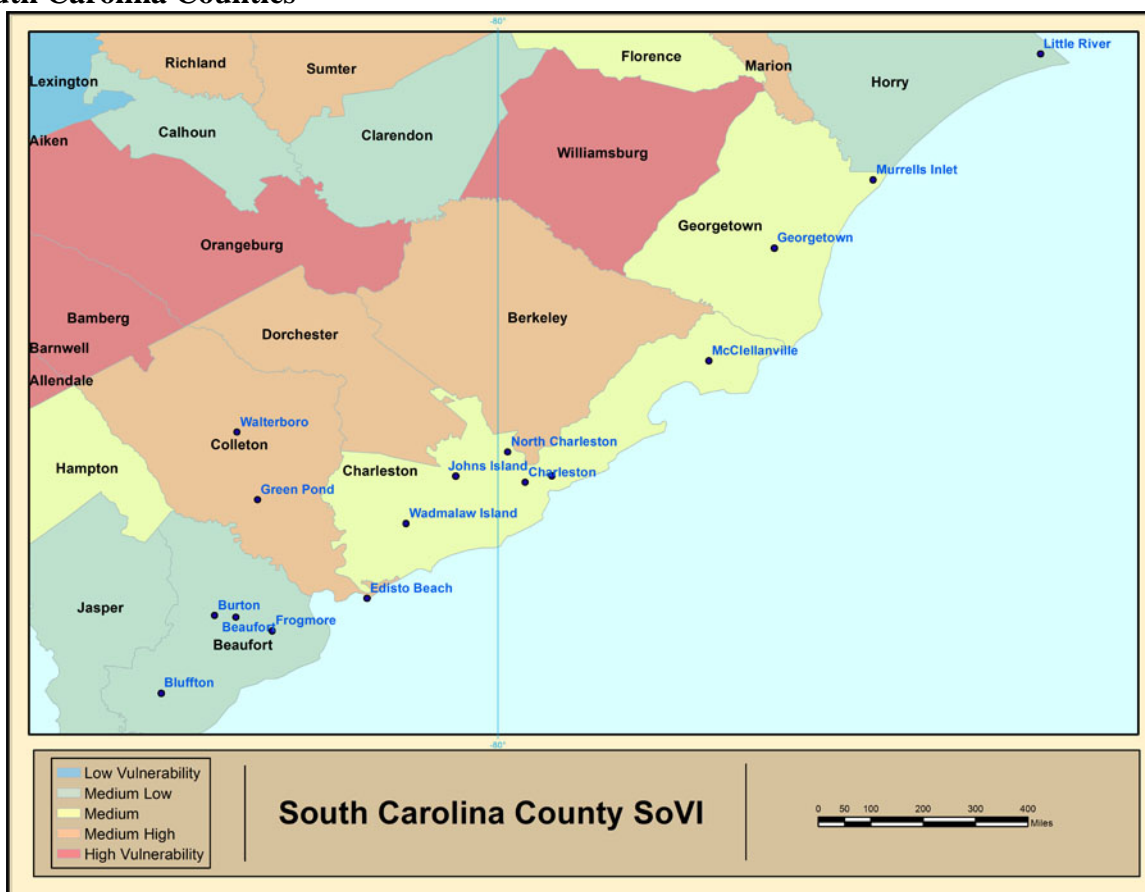 -80°
Little River
Florence
Richland
Sumter
Marion
Lexington
Horry
Calhoun
Clarendon
Aiken
Williamsburg
Murrells Inlet
Georgetown
Georgetown
Orangeburg
Bamberg
Berkeley
Dorchester
Barnwell
McClellanville
Allendale
Walterboro
Colleton
North Charleston
Hampton
Charleston
Johns Island
Charleston
Green Pond
Wadmalaw Island
Edisto Beach
Jasper
Burton
Beaufort
Frogmore
Beaufort
Bluffton
-80°
Low Vulnerability
Medium Low
Medium
Medium High
High Vulnerability
South Carolina County SoVI
0 50 100 200 300 400
Miles